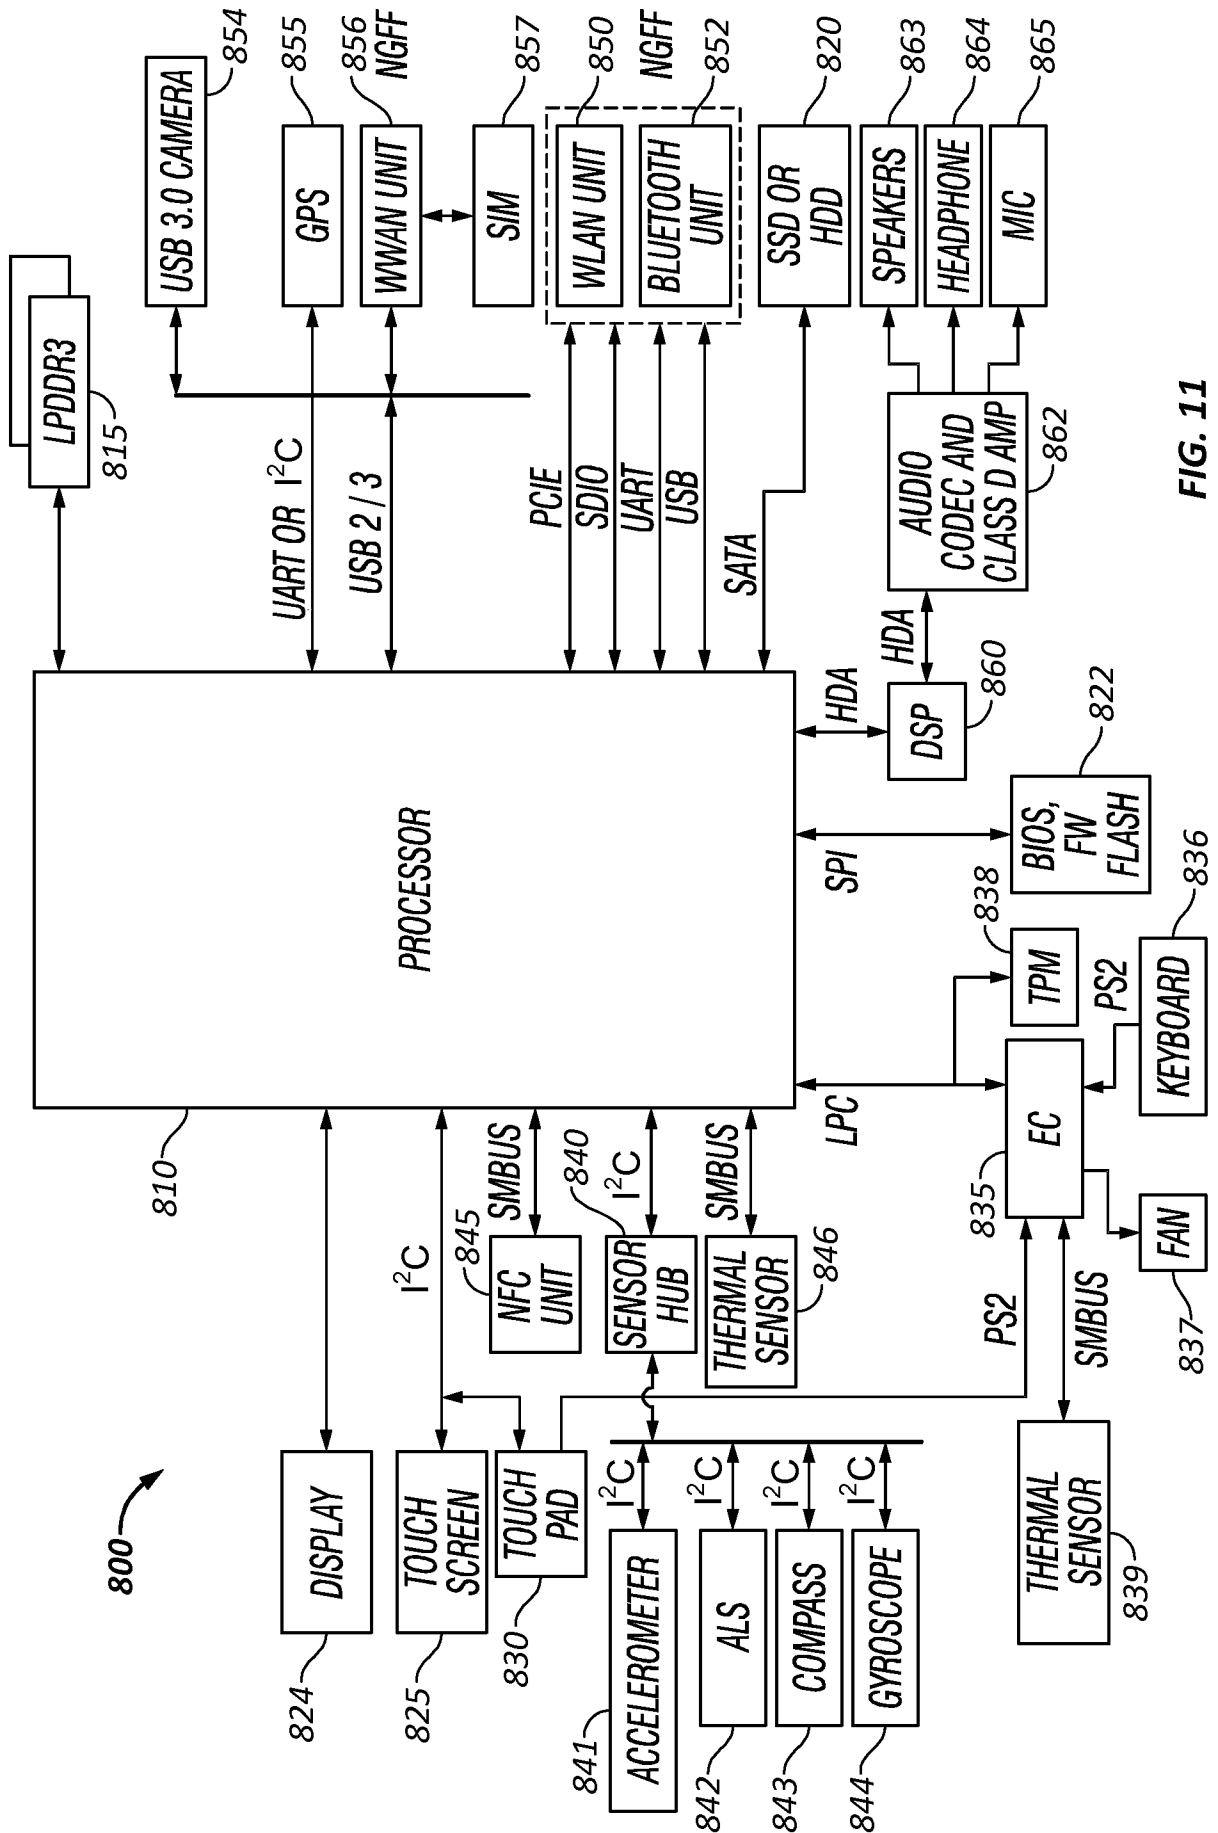 800
LPDDR3
815
USB 3.0 CAMERA
854
GPS
855
WWAN UNIT
856
NGFF
SIM
857
WLAN UNIT
850
NGFF
BLUETOOTH
UNIT
852
SSD OR
HDD
820
SPEAKERS
863
HEADPHONE
864
MIC
865
UART OR I²C
USB 2 / 3
PCIE
SDIO
UART
USB
SATA
AUDIO
CODEC AND
CLASS D AMP
862
HDA
HDA
DSP
860
PROCESSOR
810
SPI
BIOS,
FW
FLASH
822
LPC
TPM
838
EC
835
PS2
KEYBOARD
836
FAN
837
DISPLAY
824
I²C
TOUCH
SCREEN
825
TOUCH
PAD
830
SMBUS
NFC
UNIT
845
I²C
SENSOR
HUB
840
SMBUS
THERMAL
SENSOR
846
PS2
SMBUS
THERMAL
SENSOR
839
I²C
ACCELEROMETER
841
I²C
ALS
842
I²C
COMPASS
843
I²C
GYROSCOPE
844
FIG. 11